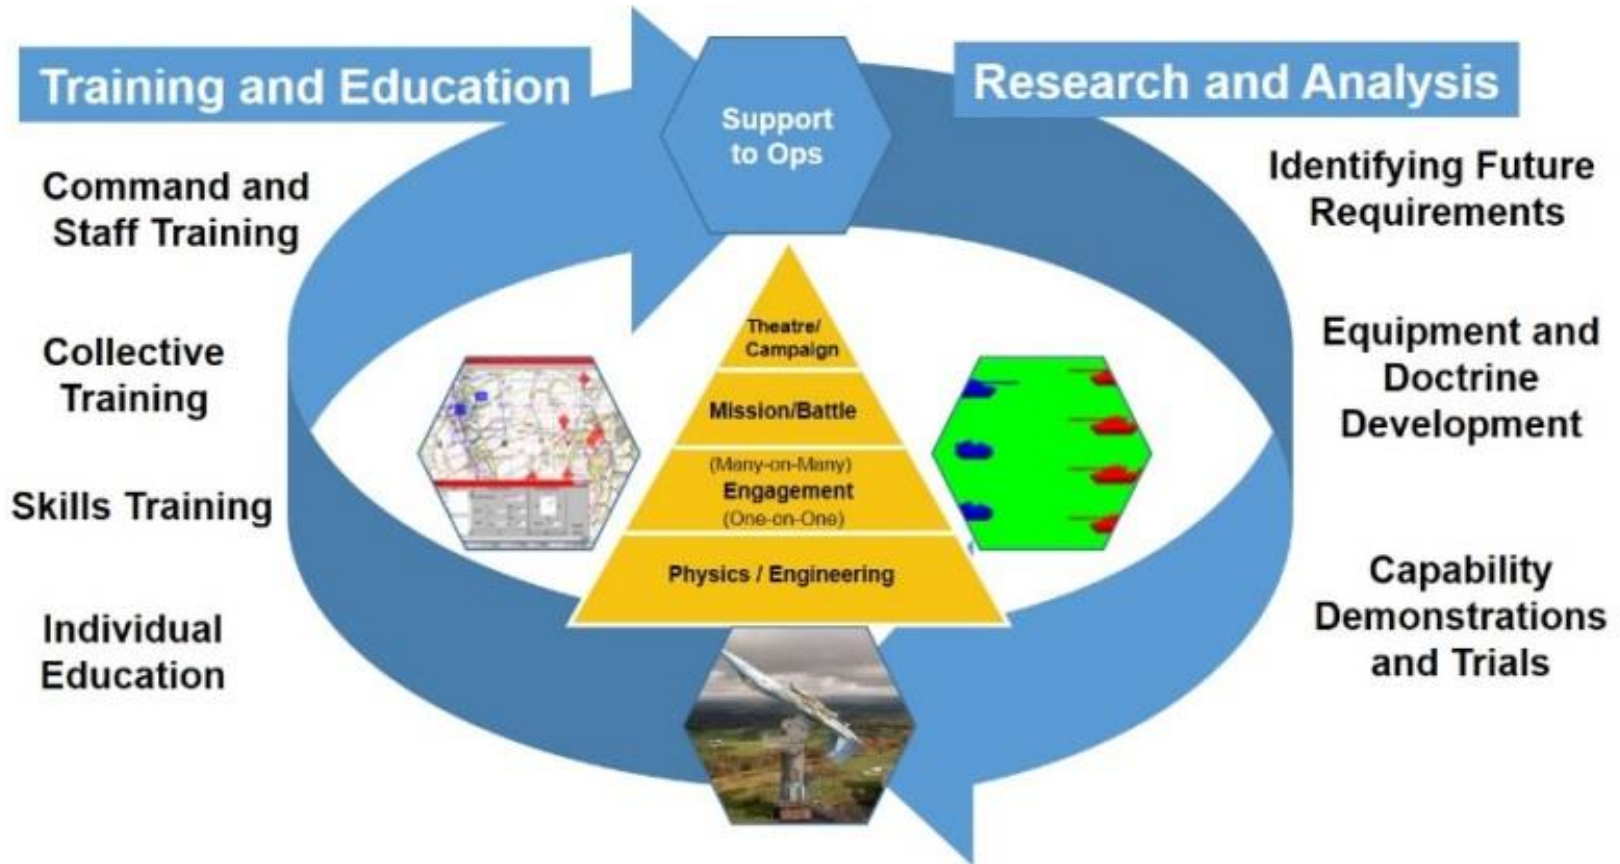 Training and Education
Research and Analysis
Support
to Ops
Command and
Staff Training
Collective
Training
Skills Training
Individual
Education
Theatre/
Campaign
Mission/Battle
(Many-on-Many)
Engagement
(One-on-One)
Physics / Engineering
Identifying Future
Requirements
Equipment and
Doctrine
Development
Capability
Demonstrations
and Trials